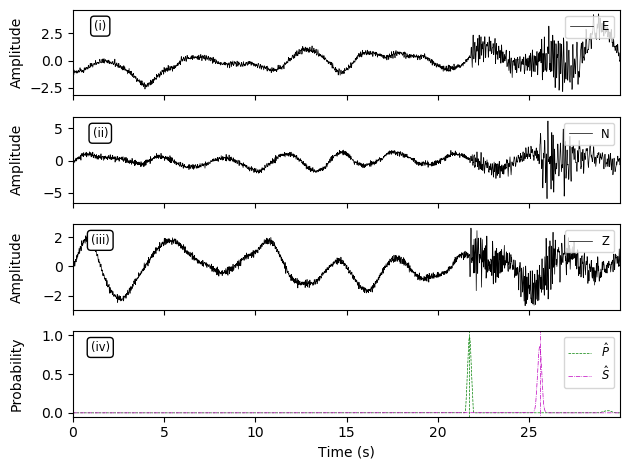 Amplitude
2.5
0.0
−2.5
(i)
E
Amplitude
5
0
−5
(ii)
N
Amplitude
2
0
−2
(iii)
Z
Probability
1.0
0.5
0.0
(iv)
P̂
Ŝ
0 5 10 15 20 25
Time (s)